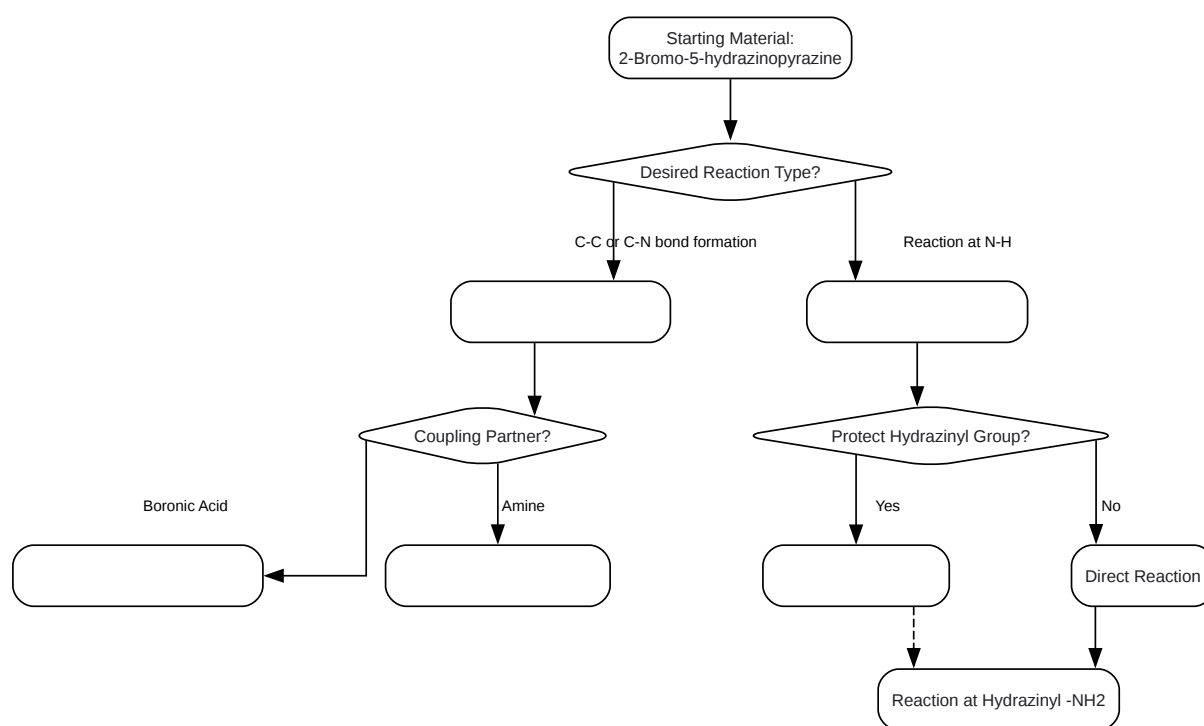 Starting Material:
2-Bromo-5-hydrazinopyrazine
Desired Reaction Type?
C-C or C-N bond formation
Reaction at N-H
Coupling Partner?
Protect Hydrazinyl Group?
Boronic Acid
Amine
Yes
No
Direct Reaction
Reaction at Hydrazinyl -NH2